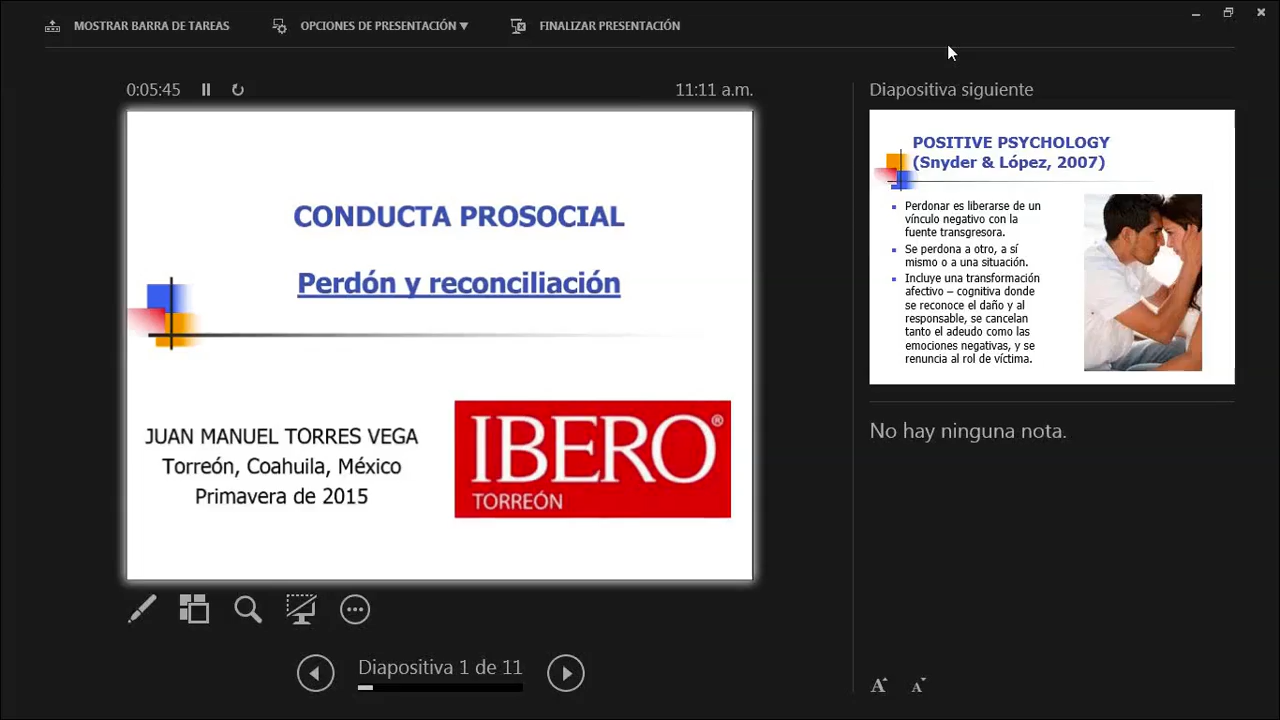 MOSTRAR BARRA DE TAREAS
OPCIONES DE PRESENTACIÓN ▼
FINALIZAR PRESENTACIÓN
0:05:45
11:11 a.m.
CONDUCTA PROSOCIAL
Perdón y reconciliación
JUAN MANUEL TORRES VEGA
Torreón, Coahuila, México
Primavera de 2015
IBERO®
TORREÓN
Diapositiva 1 de 11
Diapositiva siguiente
POSITIVE PSYCHOLOGY
(Snyder & López, 2007)
Perdonar es liberarse de un
vínculo negativo con la
fuente transgresora.
Se perdona a otro, a sí
mismo o a una situación.
Incluye una transformación
afectivo – cognitiva donde
se reconoce el daño y al
responsable, se cancelan
tanto el adeudo como las
emociones negativas, y se
renuncia al rol de víctima.
No hay ninguna nota.
A
A